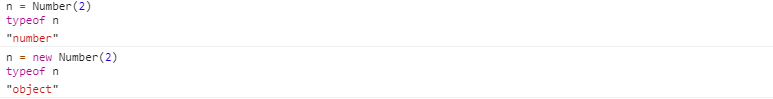 n = Number(2)
typeof n
"number"
n = new Number(2)
typeof n
"object"